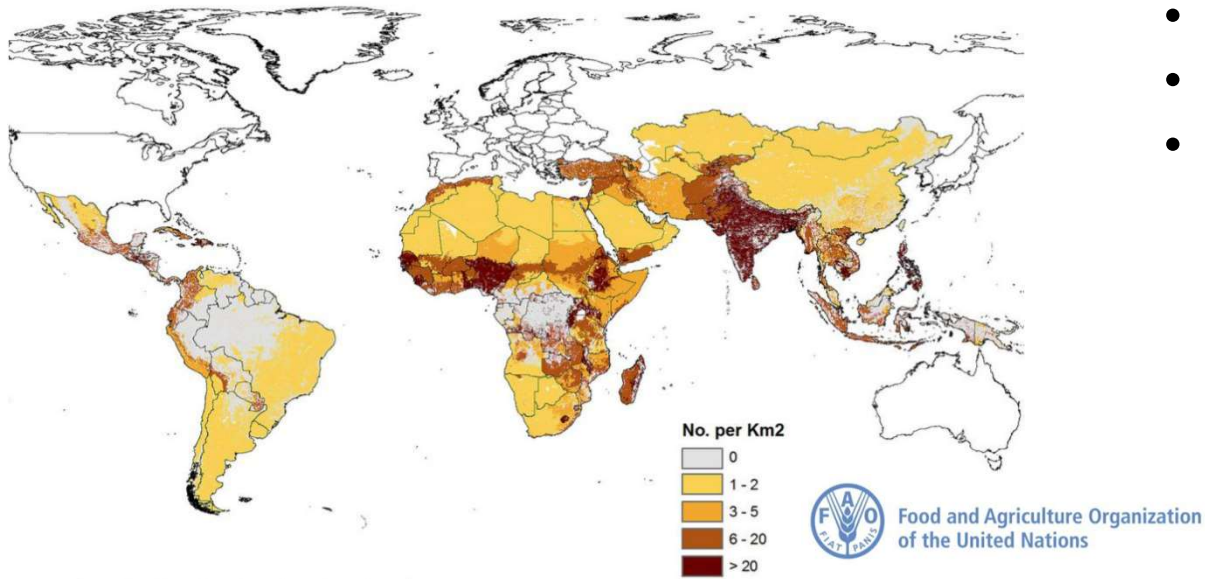 No. per Km2
0
1 - 2
3 - 5
6 - 20
> 20
FAO
FIAT PANIS
Food and Agriculture Organization
of the United Nations